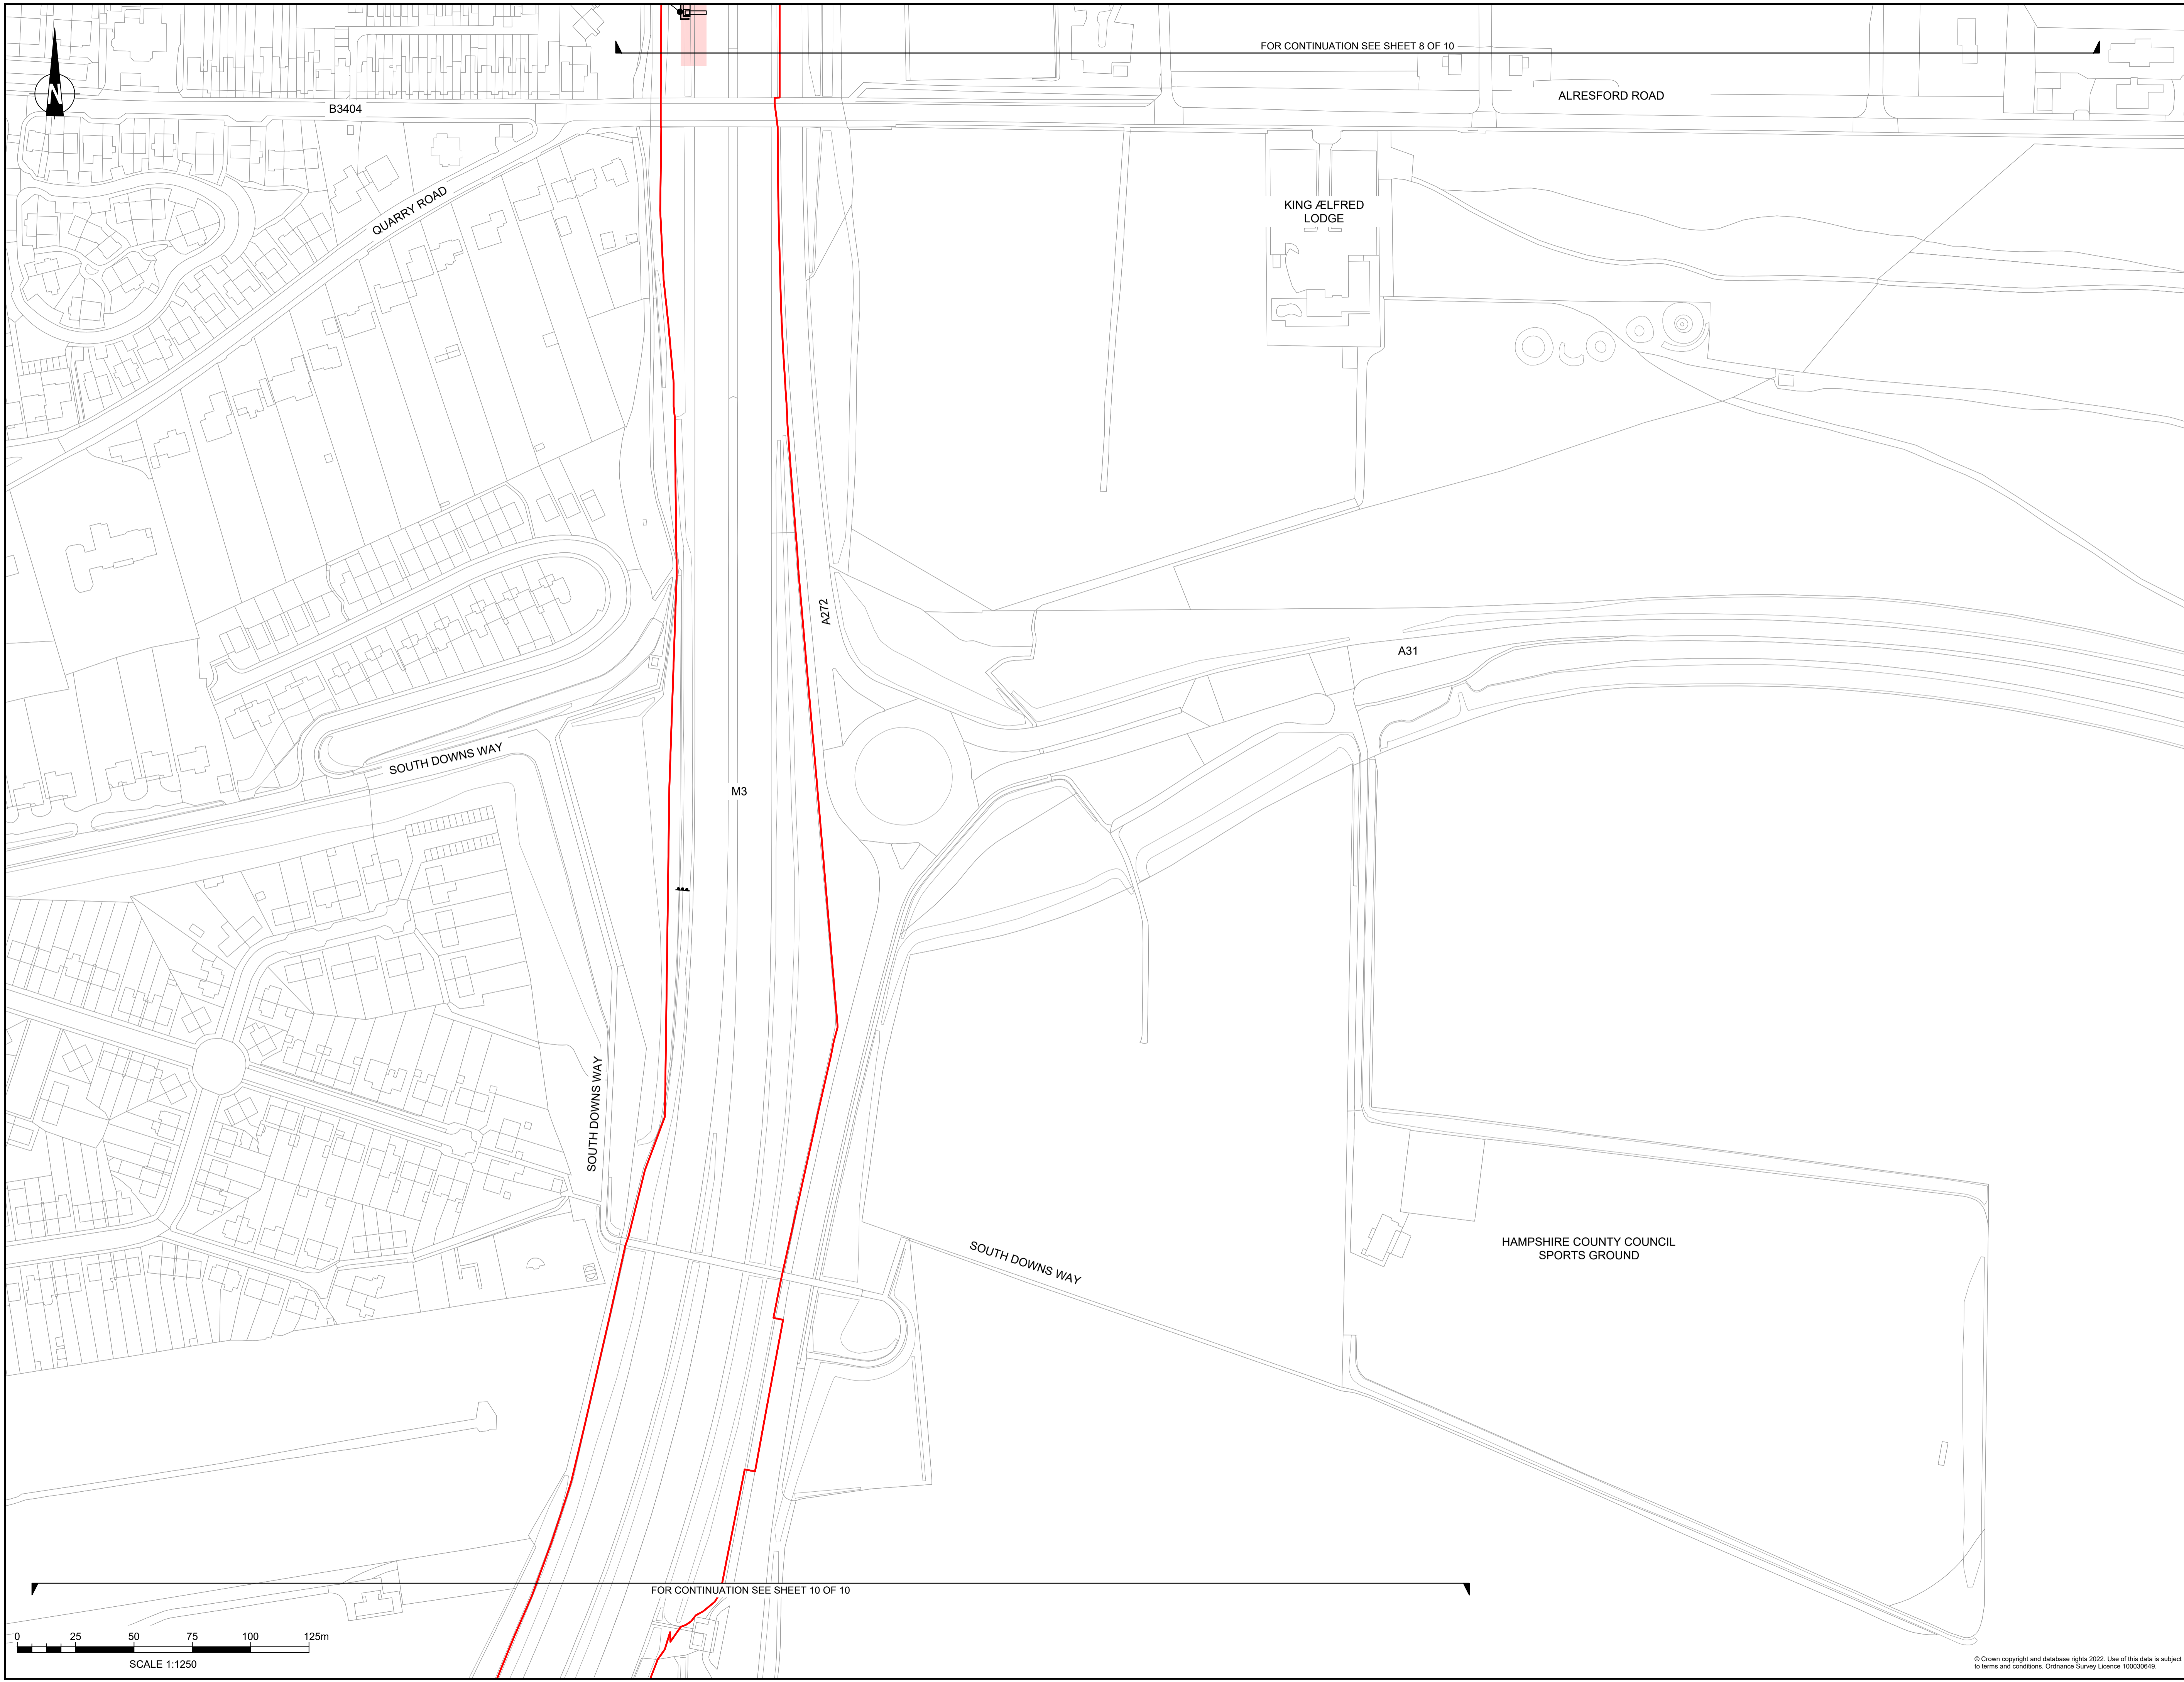 FOR CONTINUATION SEE SHEET 8 OF 10
N
B3404
ALRESFORD ROAD
QUARRY ROAD
KING ÆLFRED
LODGE
A272
A31
SOUTH DOWNS WAY
M3
SOUTH DOWNS WAY
SOUTH DOWNS WAY
HAMPSHIRE COUNTY COUNCIL
SPORTS GROUND
FOR CONTINUATION SEE SHEET 10 OF 10
0 25 50 75 100 125m
SCALE 1:1250
© Crown copyright and database rights 2022. Use of this data is subject
to terms and conditions. Ordnance Survey Licence 100030649.